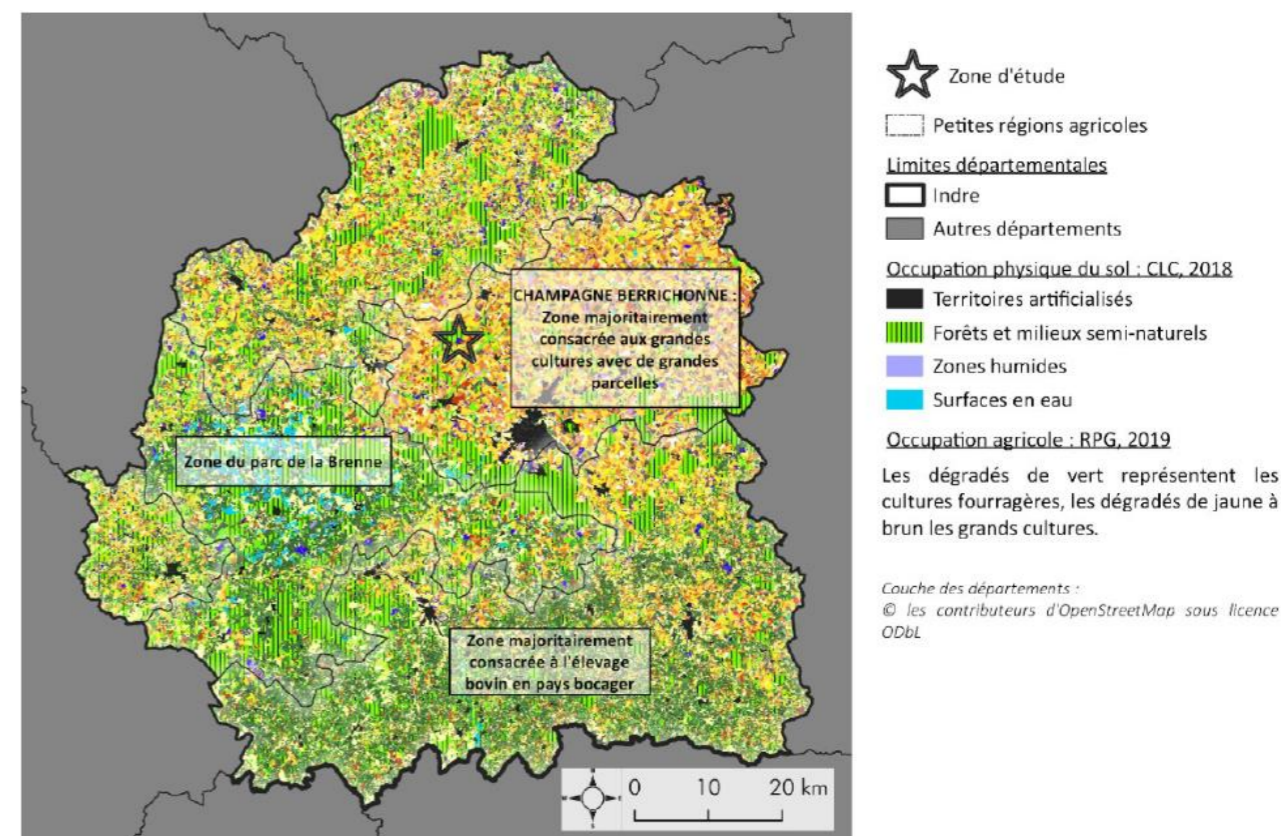 CHAMPAGNE BERRICHONNE :
Zone majoritairement
consacrée aux grandes
cultures avec de grandes
parcelles
Zone du parc de la Brenne
Zone majoritairement
consacrée à l'élevage
bovin en pays bocager
0 10 20 km
Zone d'étude
Petites régions agricoles
Limites départementales
Indre
Autres départements
Occupation physique du sol : CLC, 2018
Territoires artificialisés
Forêts et milieux semi-naturels
Zones humides
Surfaces en eau
Occupation agricole : RPG, 2019
Les dégradés de vert représentent les
cultures fourragères, les dégradés de jaune à
brun les grands cultures.
Couche des départements :
© les contributeurs d'OpenStreetMap sous licence
ODbL